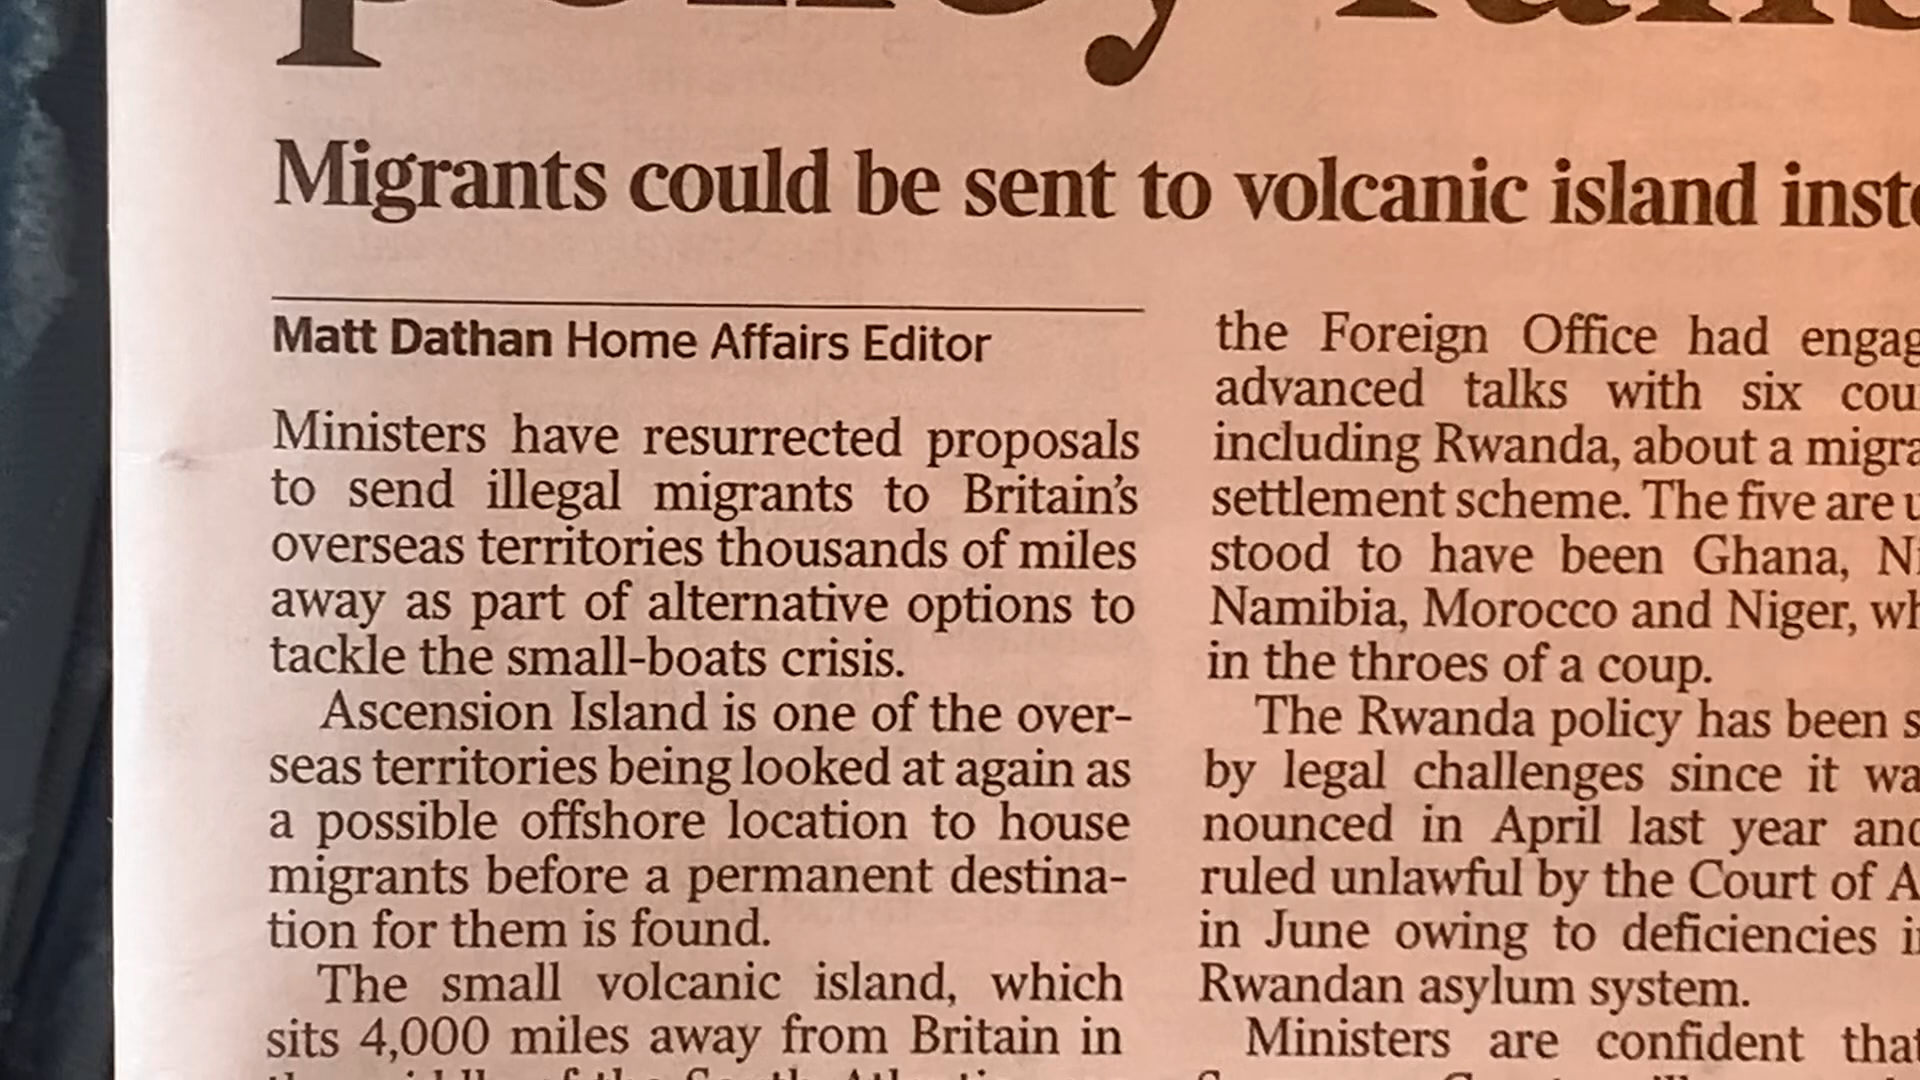 policy
Migrants could be sent to volcanic island inste
Matt Dathan Home Affairs Editor
Ministers have resurrected proposals
to send illegal migrants to Britain's
overseas territories thousands of miles
away as part of alternative options to
tackle the small-boats crisis.
Ascension Island is one of the over-
seas territories being looked at again as
a possible offshore location to house
migrants before a permanent destina-
tion for them is found.
The small volcanic island, which
sits 4,000 miles away from Britain in
the Foreign Office had engag
advanced talks with six cou
including Rwanda, about a migra
settlement scheme. The five are u
stood to have been Ghana, Ni
Namibia, Morocco and Niger, wh
in the throes of a coup.
The Rwanda policy has been s
by legal challenges since it wa
nounced in April last year and
ruled unlawful by the Court of A
in June owing to deficiencies i
Rwandan asylum system.
Ministers are confident that